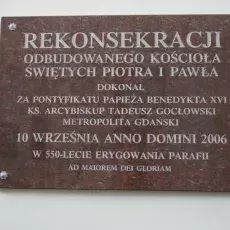 REKONSEKRACJI
ODBUDOWANEGO KOŚCIOŁA
ŚWIĘTYCH PIOTRA I PAWŁA
DOKONAŁ
ZA PONTYFIKATU PAPIEŻA BENEDYKTA XVI
KS. ARCYBISKUP TADEUSZ GOCŁOWSKI
METROPOLITA GDAŃSKI
10 WRZEŚNIA ANNO DOMINI 2006
W 550-LECIE ERYGOWANIA PARAFII
AD MAIOREM DEI GLORIAM